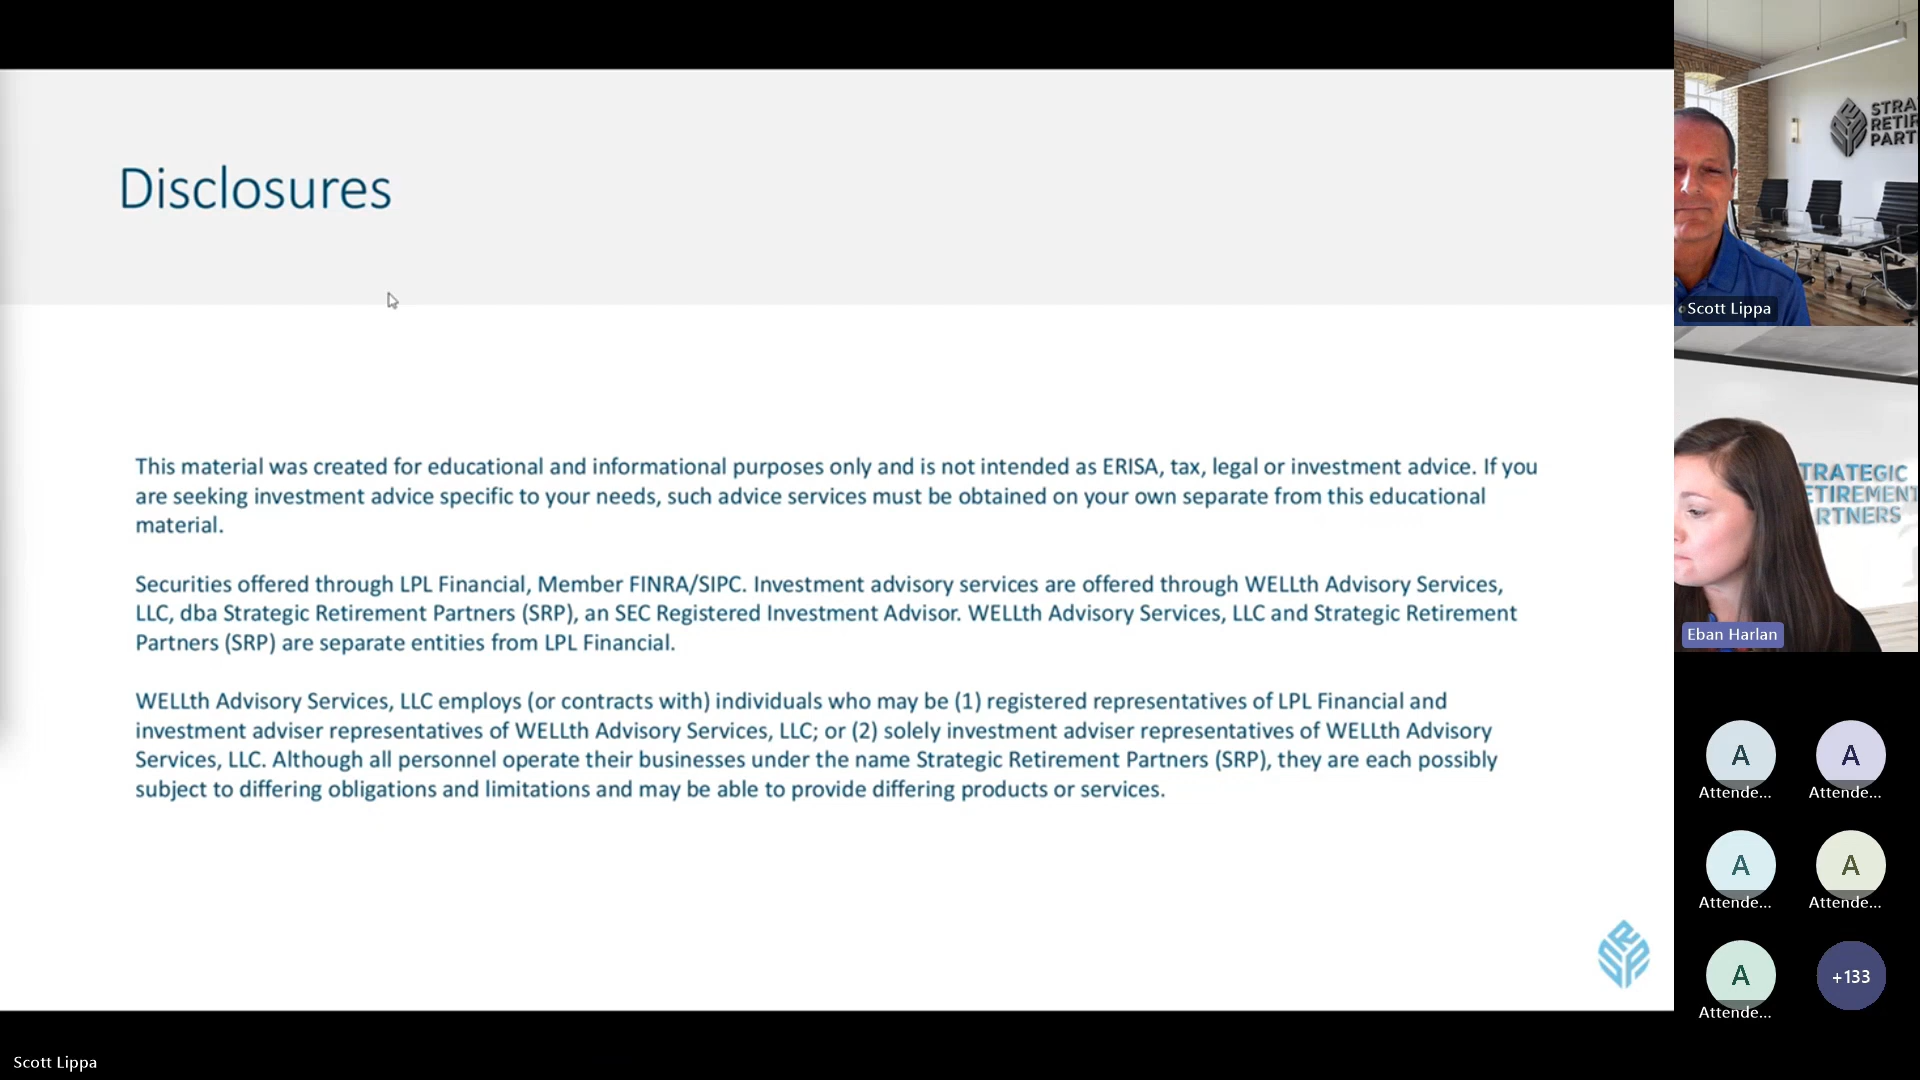 Disclosures
This material was created for educational and informational purposes only and is not intended as ERISA, tax, legal or investment advice. If you
are seeking investment advice specific to your needs, such advice services must be obtained on your own separate from this educational
material.
Securities offered through LPL Financial, Member FINRA/SIPC. Investment advisory services are offered through WELLth Advisory Services,
LLC, dba Strategic Retirement Partners (SRP), an SEC Registered Investment Advisor. WELLth Advisory Services, LLC and Strategic Retirement
Partners (SRP) are separate entities from LPL Financial.
WELLth Advisory Services, LLC employs (or contracts with) individuals who may be (1) registered representatives of LPL Financial and
investment adviser representatives of WELLth Advisory Services, LLC; or (2) solely investment adviser representatives of WELLth Advisory
Services, LLC. Although all personnel operate their businesses under the name Strategic Retirement Partners (SRP), they are each possibly
subject to differing obligations and limitations and may be able to provide differing products or services.
SRP
STRA
RETIR
PART
Scott Lippa
TRATEGIC
ETIREMENT
RTNERS
Eban Harlan
A
A
Attende...
Attende...
A
A
Attende...
Attende...
A
+133
Attende...
Scott Lippa